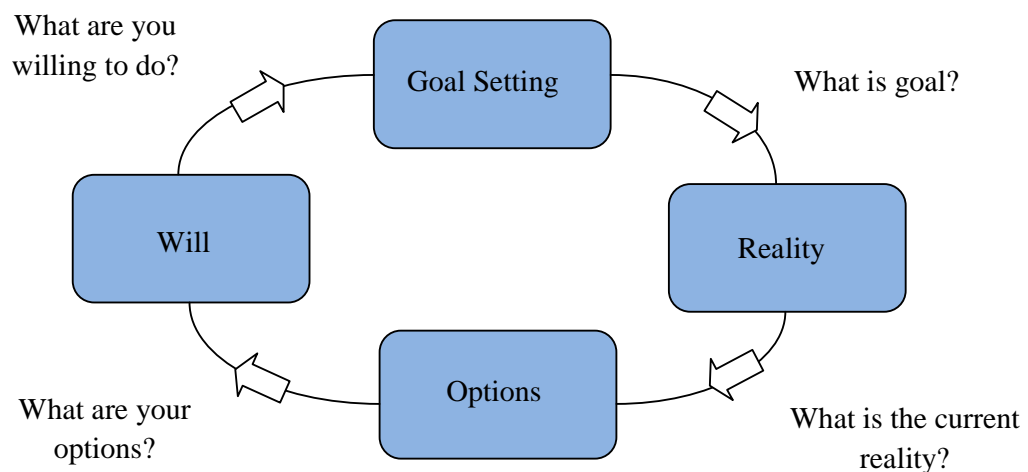 What are you
willing to do?
Goal Setting
What is goal?
Will
Reality
Options
What are your
options?
What is the current
reality?